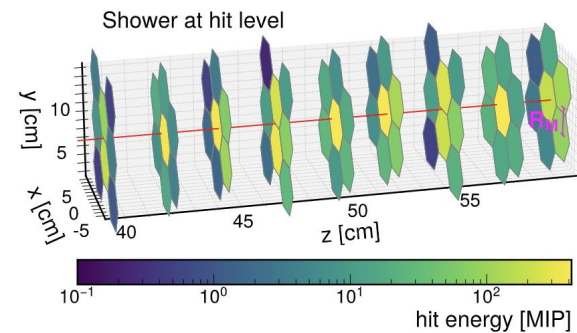 Shower at hit level
y [cm]
10
5
x [cm]
5
0
-5
40
45
50
55
z [cm]
R_M
10^-1
10^0
10^1
10^2
hit energy [MIP]